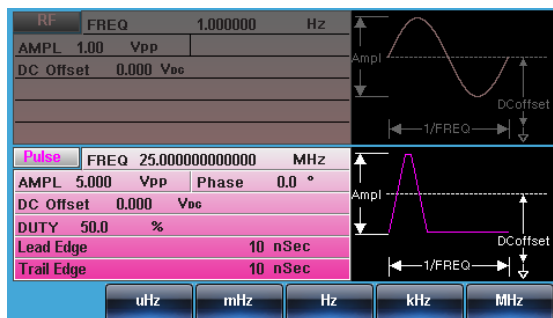 RF FREQ 1.000000 Hz
AMPL 1.00 Vpp
DC Offset 0.000 VDC
Ampl
DCoffset
1/FREQ
Pulse FREQ 25.0000000000000 MHz
AMPL 5.000 Vpp Phase 0.0 °
DC Offset 0.000 VDC
DUTY 50.0 %
Lead Edge 10 nSec
Trail Edge 10 nSec
Ampl
DCoffset
1/FREQ
uHz mHz Hz kHz MHz